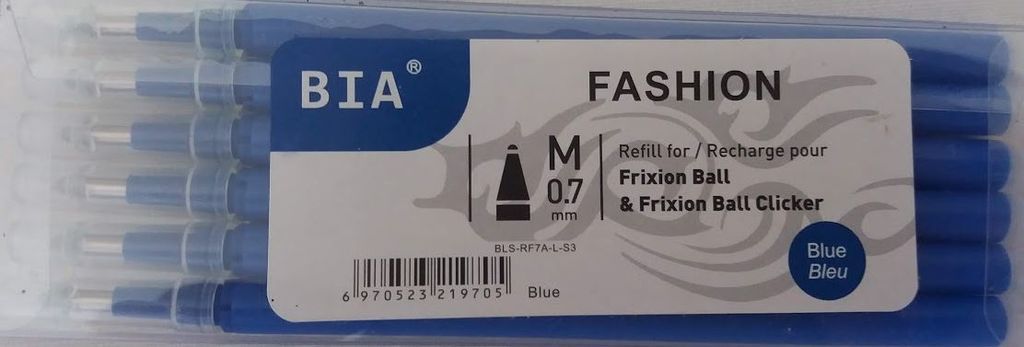 BIA®
FASHION
M
0.7
mm
Refill for / Recharge pour
Frixion Ball
& Frixion Ball Clicker
BLS-RF7A-L-S3
6 970523 219705
Blue
Blue
Bleu